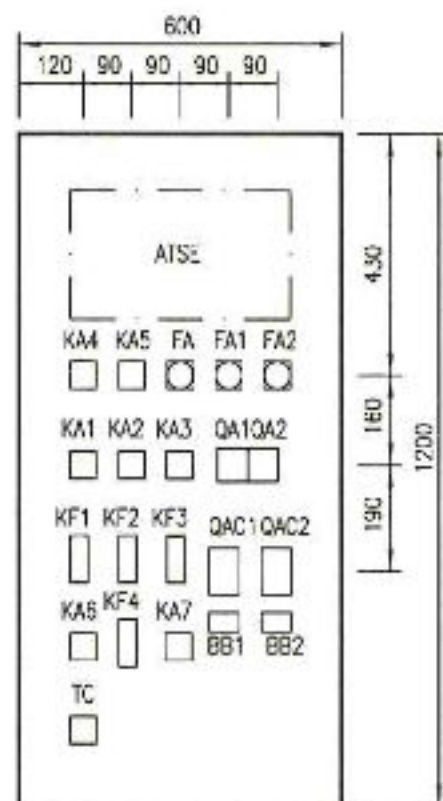 600
120 90 90 90 90
ATSE
430
KA4 KA5 FA FA1 FA2
160
1200
KA1 KA2 KA3 QA1QA2
190
KF1 KF2 KF3 QAC1 QAC2
KA6 KF4 KA7
BB1 BB2
TC